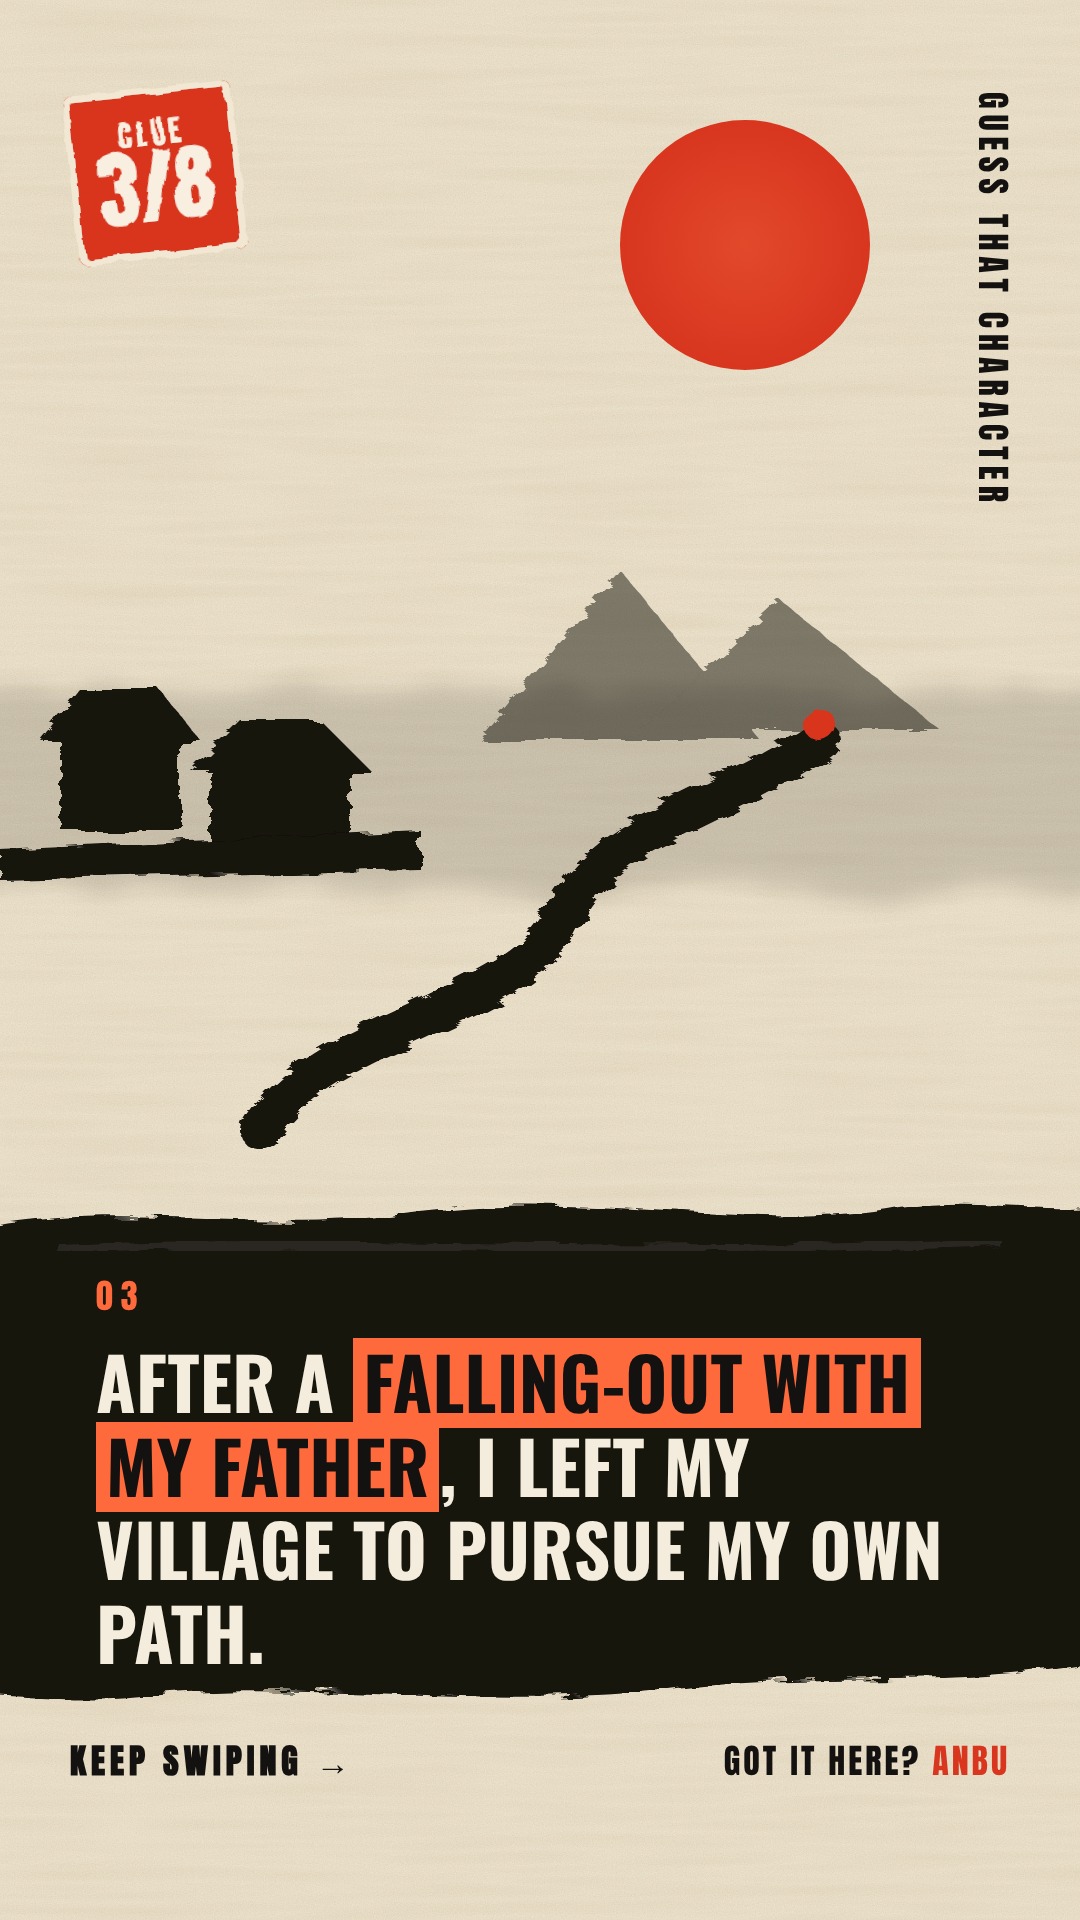 CLUE
3/8
GUESS THAT CHARACTER
03
AFTER A FALLING-OUT WITH
MY FATHER, I LEFT MY
VILLAGE TO PURSUE MY OWN
PATH.
KEEP SWIPING →
GOT IT HERE? ANBU